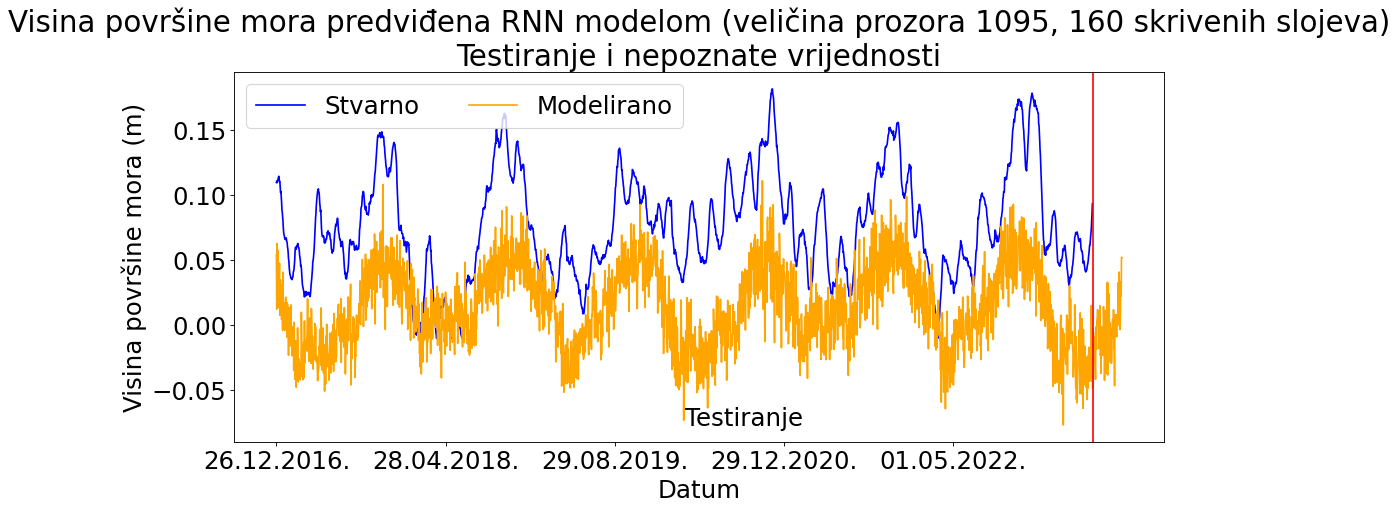 Visina površine mora predviđena RNN modelom (veličina prozora 1095, 160 skrivenih slojeva)
Testiranje i nepoznate vrijednosti
Stvarno
Modelirano
Visina površine mora (m)
0.15
0.10
0.05
0.00
−0.05
Testiranje
26.12.2016.
28.04.2018.
29.08.2019.
29.12.2020.
01.05.2022.
Datum